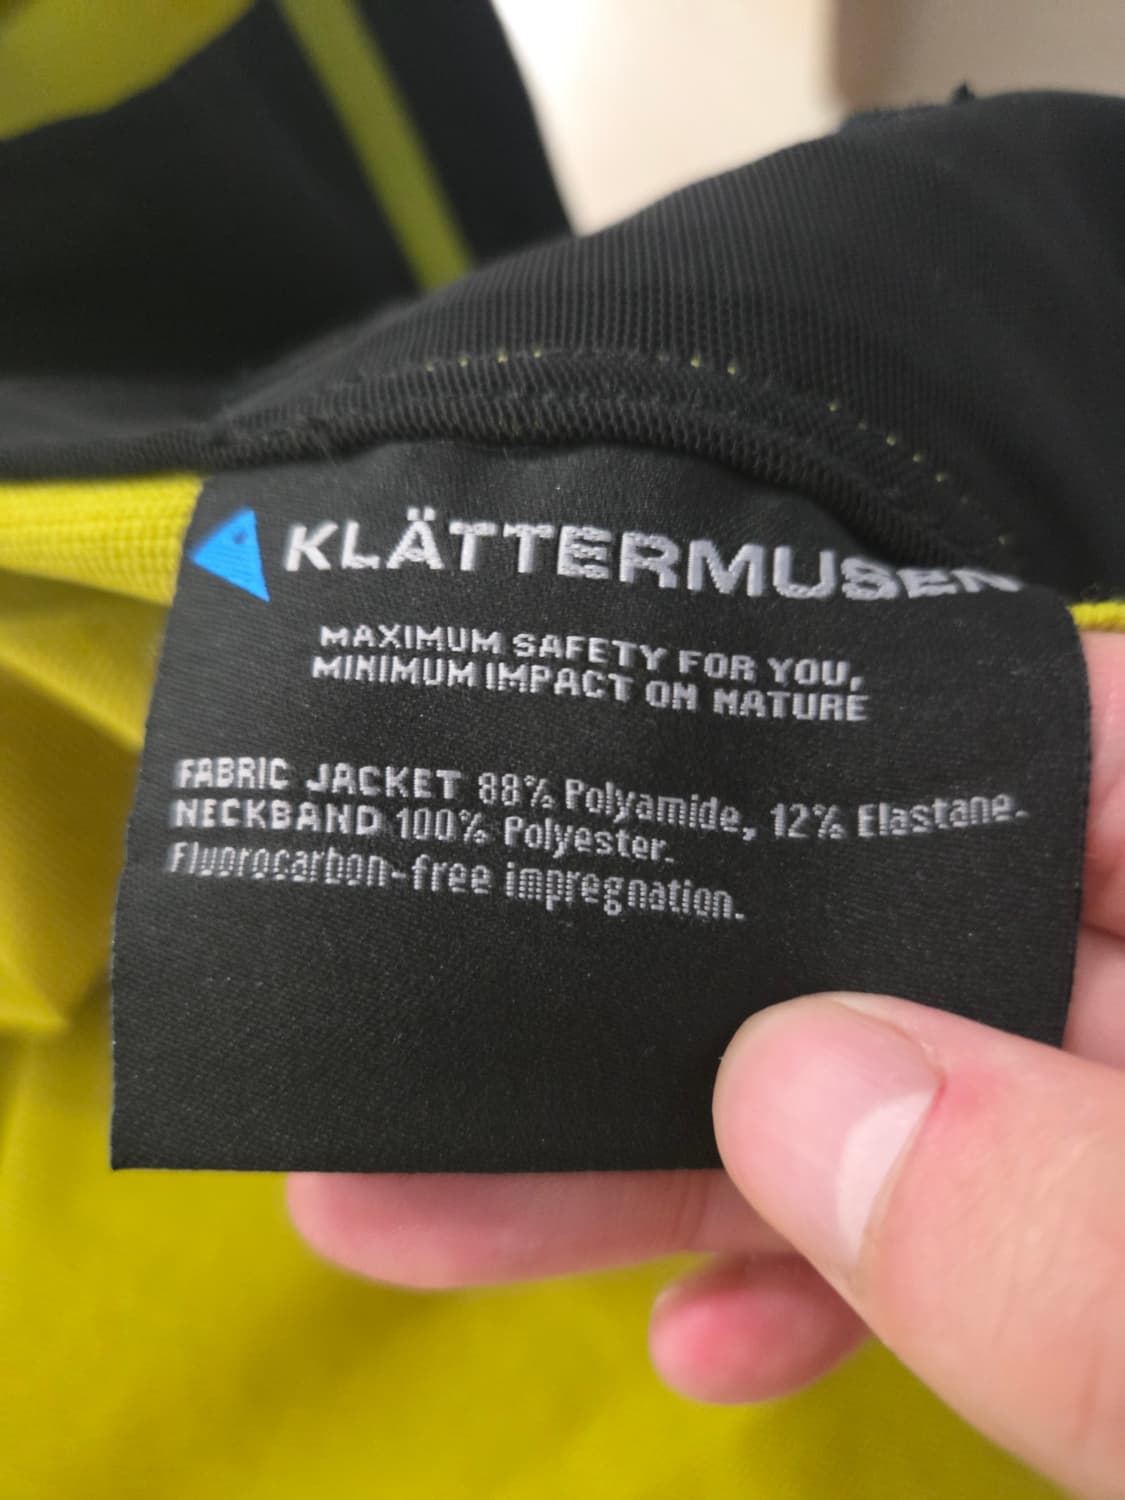 KLÄTTERMUSEN
MAXIMUM SAFETY FOR YOU,
MINIMUM IMPACT ON NATURE
FABRIC JACKET 88% Polyamide, 12% Elastane.
NECKBAND 100% Polyester.
Fluorocarbon-free impregnation.